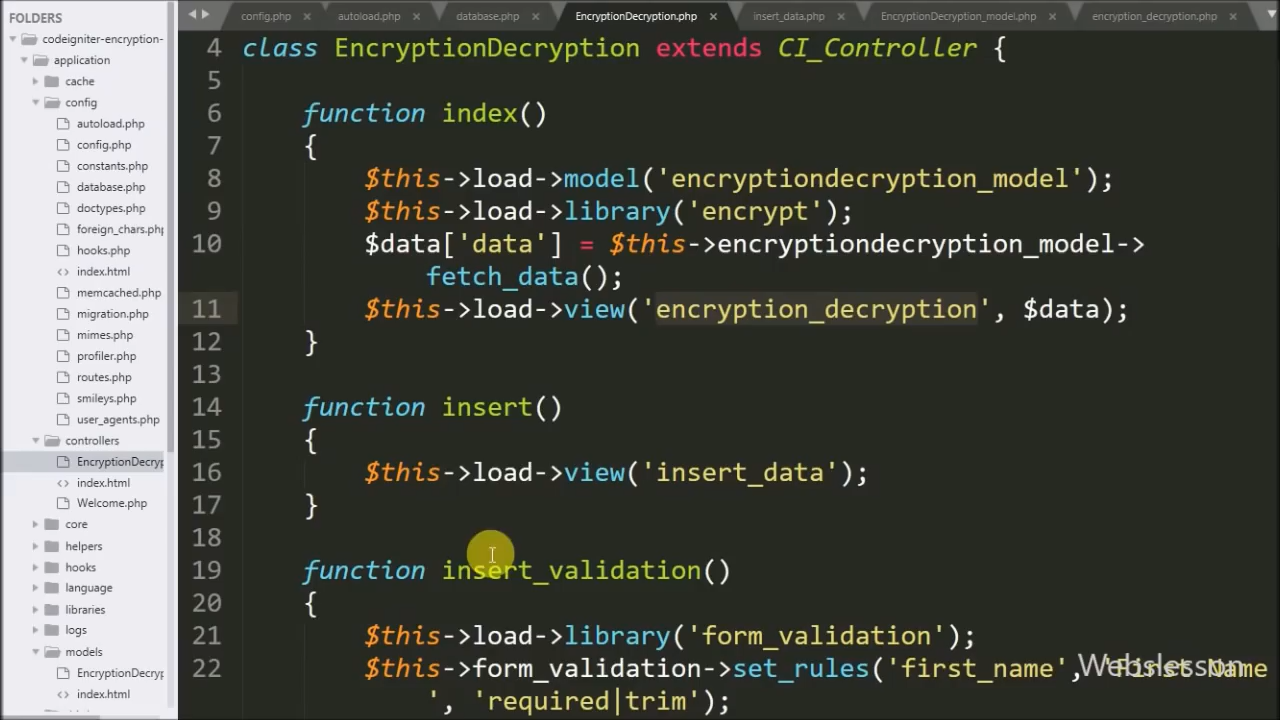 FOLDERS
codeigniter-encryption-
application
cache
config
autoload.php
config.php
constants.php
database.php
doctypes.php
foreign_chars.php
hooks.php
index.html
memcached.php
migration.php
mimes.php
profiler.php
routes.php
smileys.php
user_agents.php
controllers
EncryptionDecryp
index.html
Welcome.php
core
helpers
hooks
language
libraries
logs
models
EncryptionDecryp
index.html
config.php × autoload.php × database.php × EncryptionDecryption.php × insert_data.php × EncryptionDecryption_model.php × encryption_decryption.php ×
4 class EncryptionDecryption extends CI_Controller {
5
6 function index()
7 {
8 $this->load->model('encryptiondecryption_model');
9 $this->load->library('encrypt');
10 $data['data'] = $this->encryptiondecryption_model->
fetch_data();
11 $this->load->view('encryption_decryption', $data);
12 }
13
14 function insert()
15 {
16 $this->load->view('insert_data');
17 }
18
19 function insert_validation()
20 {
21 $this->load->library('form_validation');
22 $this->form_validation->set_rules('first_name', 'First Name
', 'required|trim');
Webslesson